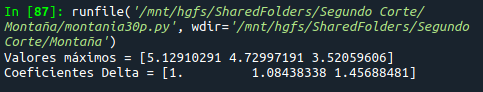 In [87]: runfile('/mnt/hgfs/SharedFolders/Segundo Corte/
Montaña/montania30p.py', wdir='/mnt/hgfs/SharedFolders/Segundo
Corte/Montaña')
Valores máximos = [5.12910291 4.72997191 3.52059606]
Coeficientes Delta = [1.         1.08438338 1.45688481]